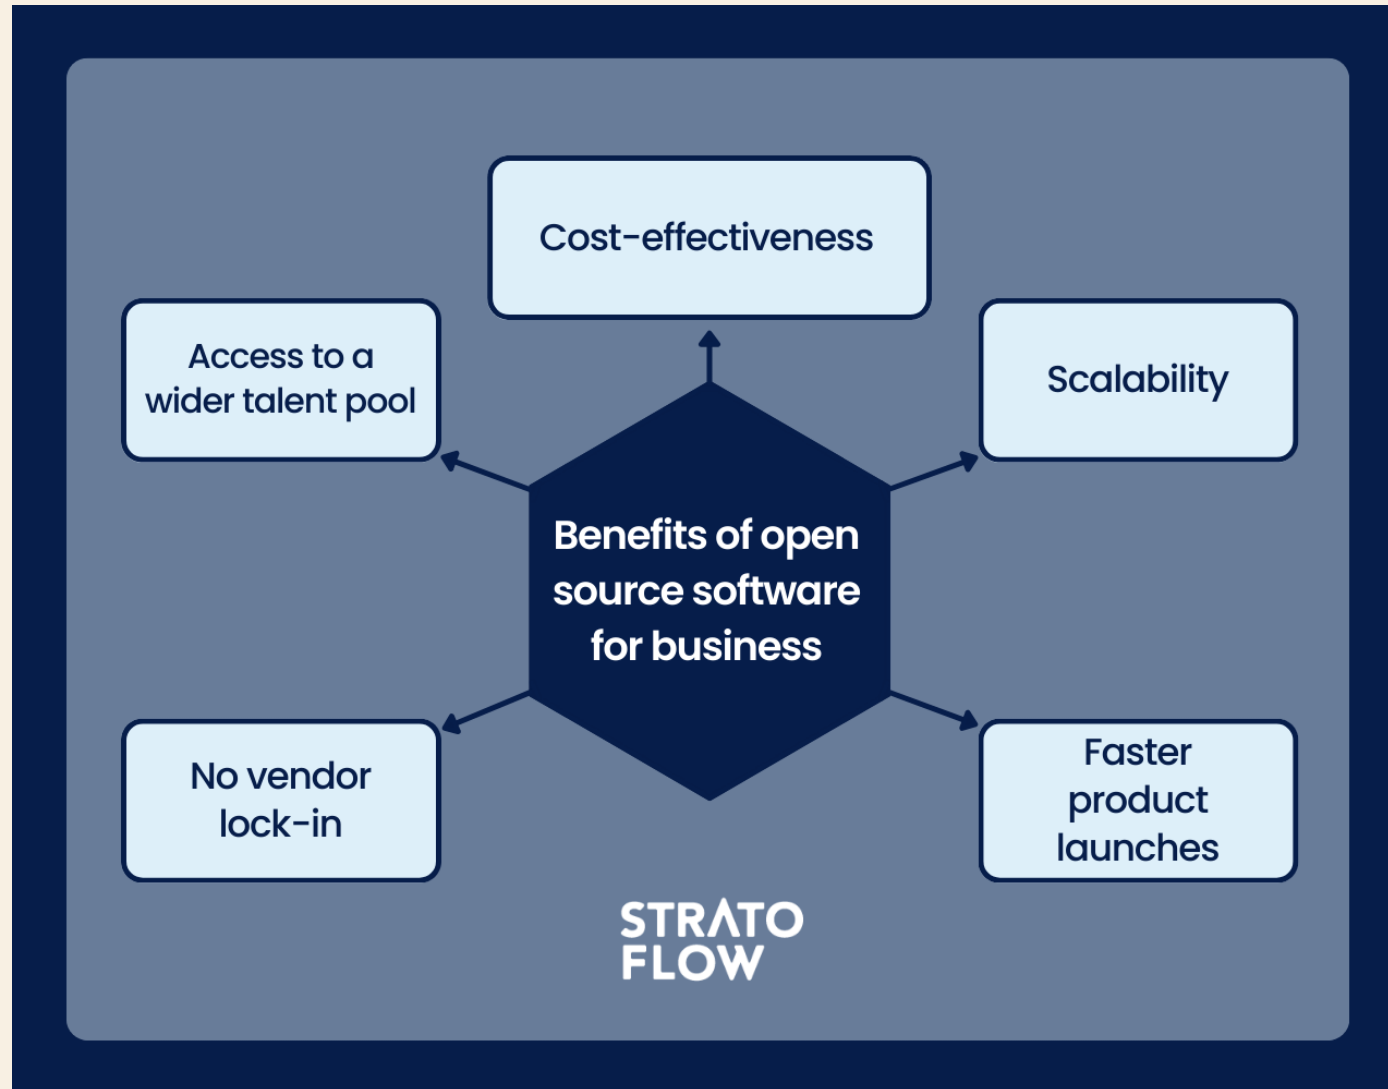 Cost-effectiveness
Access to a
wider talent pool
Scalability
Benefits of open
source software
for business
No vendor
lock-in
Faster
product
launches
STRATO
FLOW